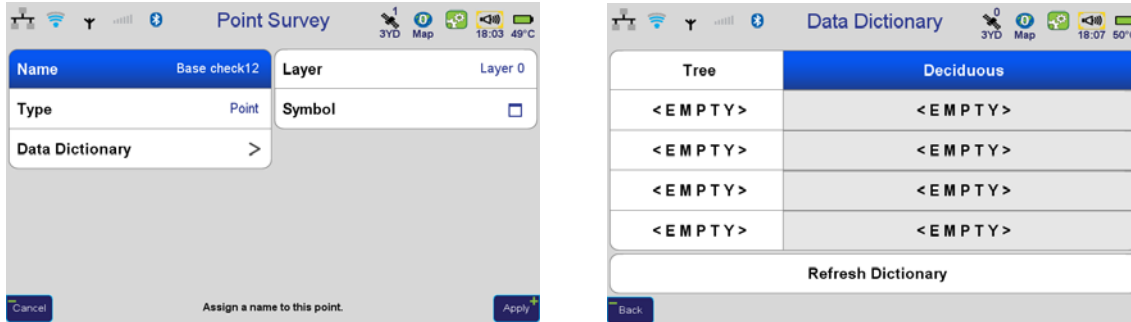 Point Survey
1
3YD
0
Map
18:03 49°C
Name Base check12
Layer Layer 0
Type Point
Symbol
Data Dictionary >
Cancel
Assign a name to this point.
Apply
Data Dictionary
0
3YD
0
Map
18:07 50°
Tree Deciduous
<EMPTY> <EMPTY>
<EMPTY> <EMPTY>
<EMPTY> <EMPTY>
<EMPTY> <EMPTY>
Refresh Dictionary
Back